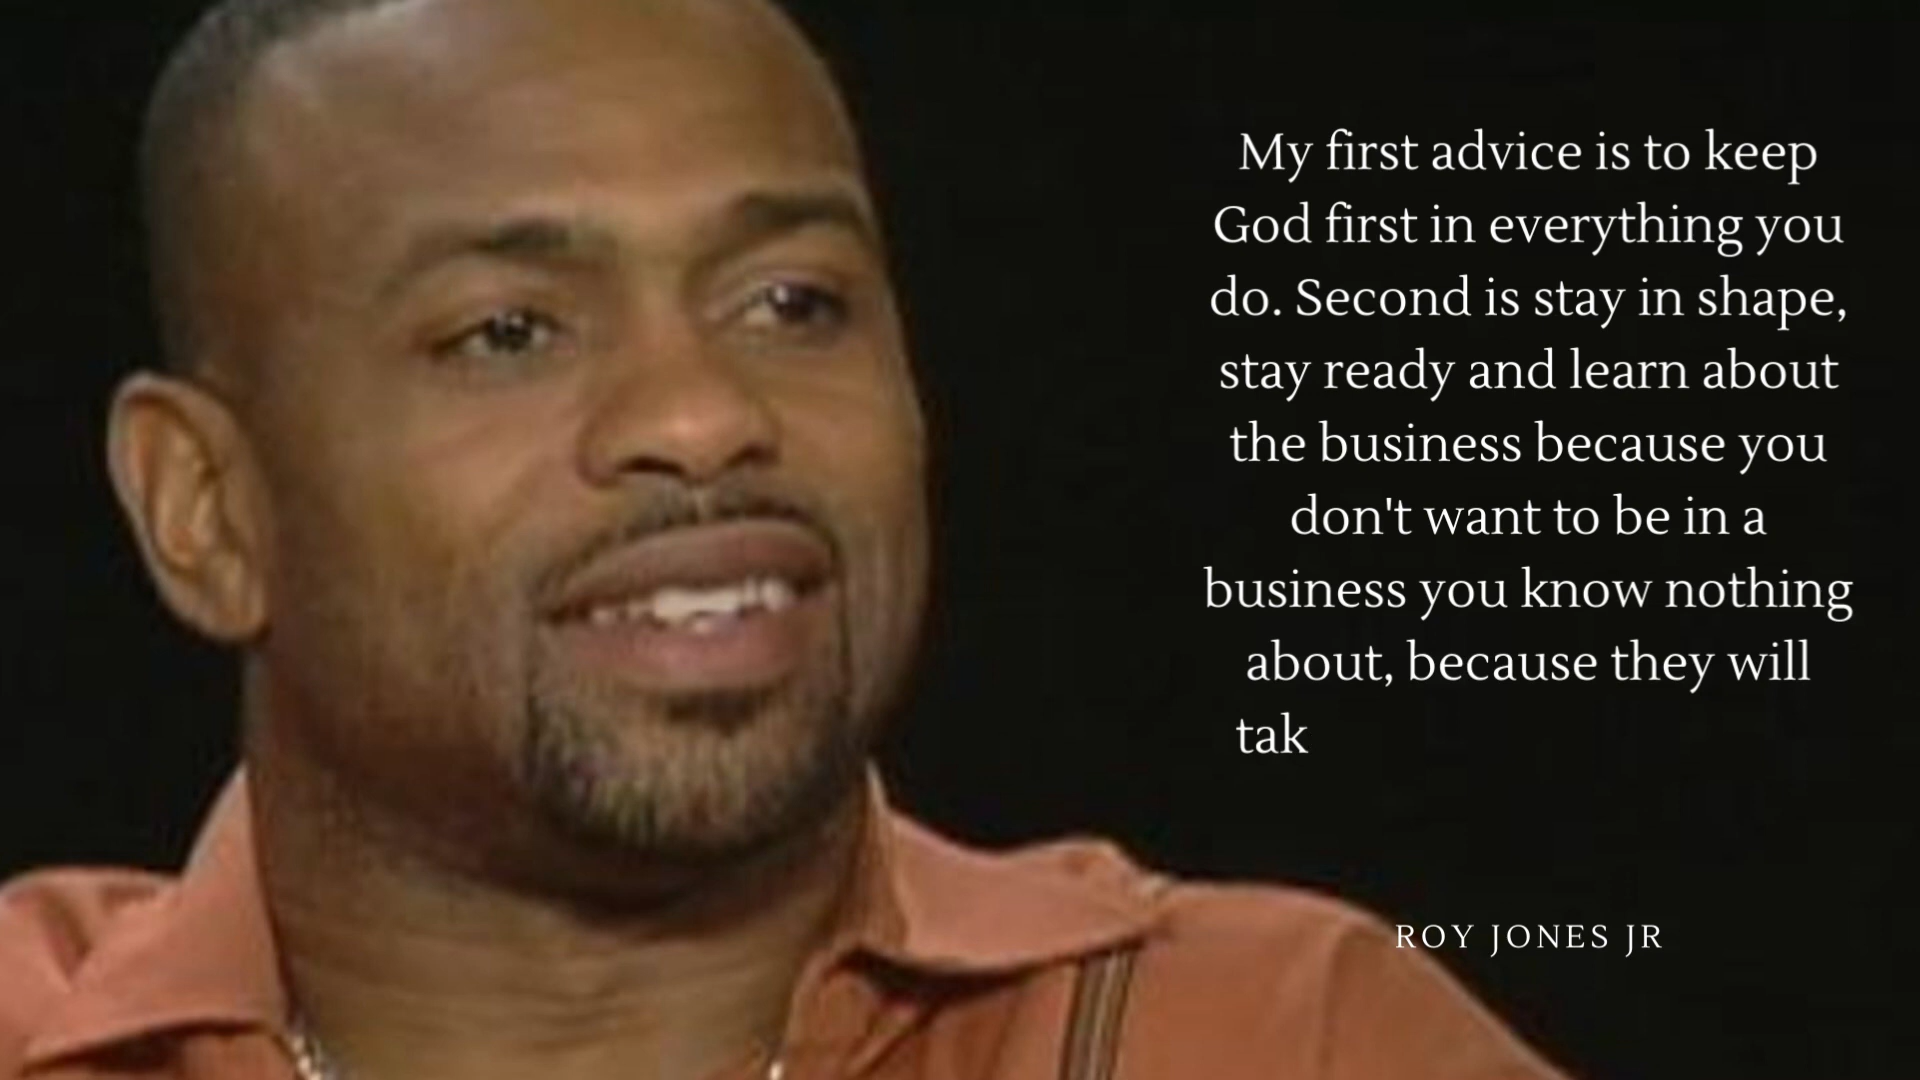 My first advice is to keep
God first in everything you
do. Second is stay in shape,
stay ready and learn about
the business because you
don't want to be in a
business you know nothing
about, because they will
tak
ROY JONES JR